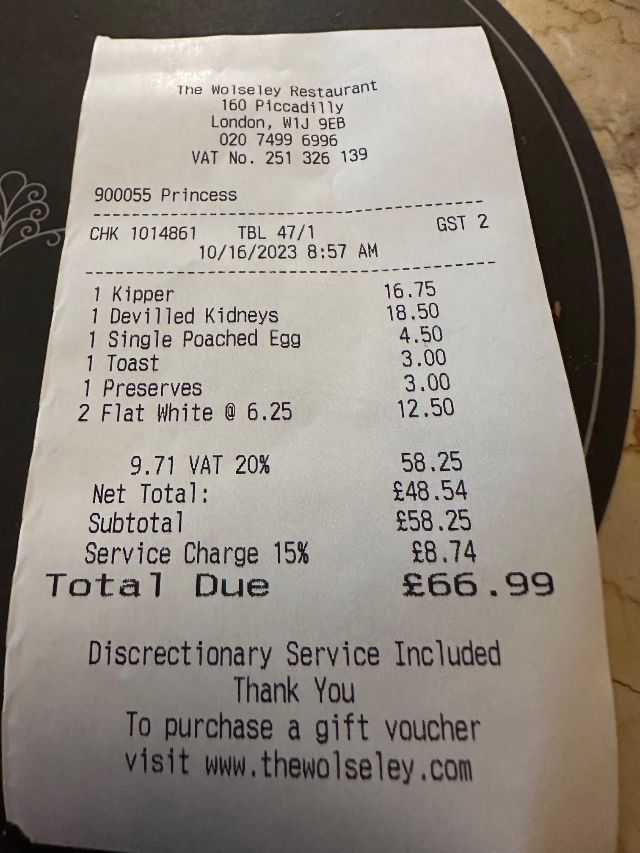 The Wolseley Restaurant
160 Piccadilly
London, W1J 9EB
020 7499 6996
VAT No. 251 326 139
900055 Princess
CHK 1014861 TBL 47/1 GST 2
10/16/2023 8:57 AM
1 Kipper 16.75
1 Devilled Kidneys 18.50
1 Single Poached Egg 4.50
1 Toast 3.00
1 Preserves 3.00
2 Flat White @ 6.25 12.50
9.71 VAT 20% 58.25
Net Total: £48.54
Subtotal £58.25
Service Charge 15% £8.74
Total Due £66.99
Discrectionary Service Included
Thank You
To purchase a gift voucher
visit www.thewolseley.com